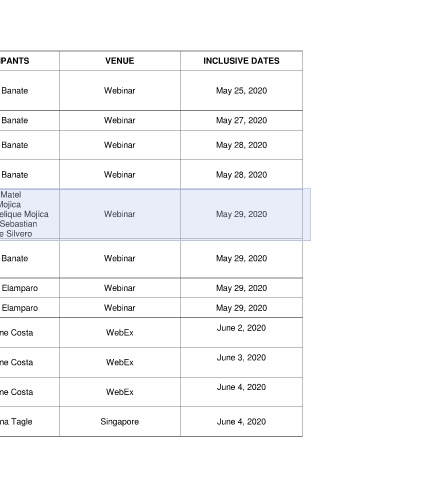 IPANTS VENUE INCLUSIVE DATES
Banate Webinar May 25, 2020
Banate Webinar May 27, 2020
Banate Webinar May 28, 2020
Banate Webinar May 28, 2020
Matel
Mojica
elique Mojica Webinar May 29, 2020
Sebastian
e Silvero
Banate Webinar May 29, 2020
Elamparo Webinar May 29, 2020
Elamparo Webinar May 29, 2020
ne Costa WebEx June 2, 2020
ne Costa WebEx June 3, 2020
ne Costa WebEx June 4, 2020
na Tagle Singapore June 4, 2020